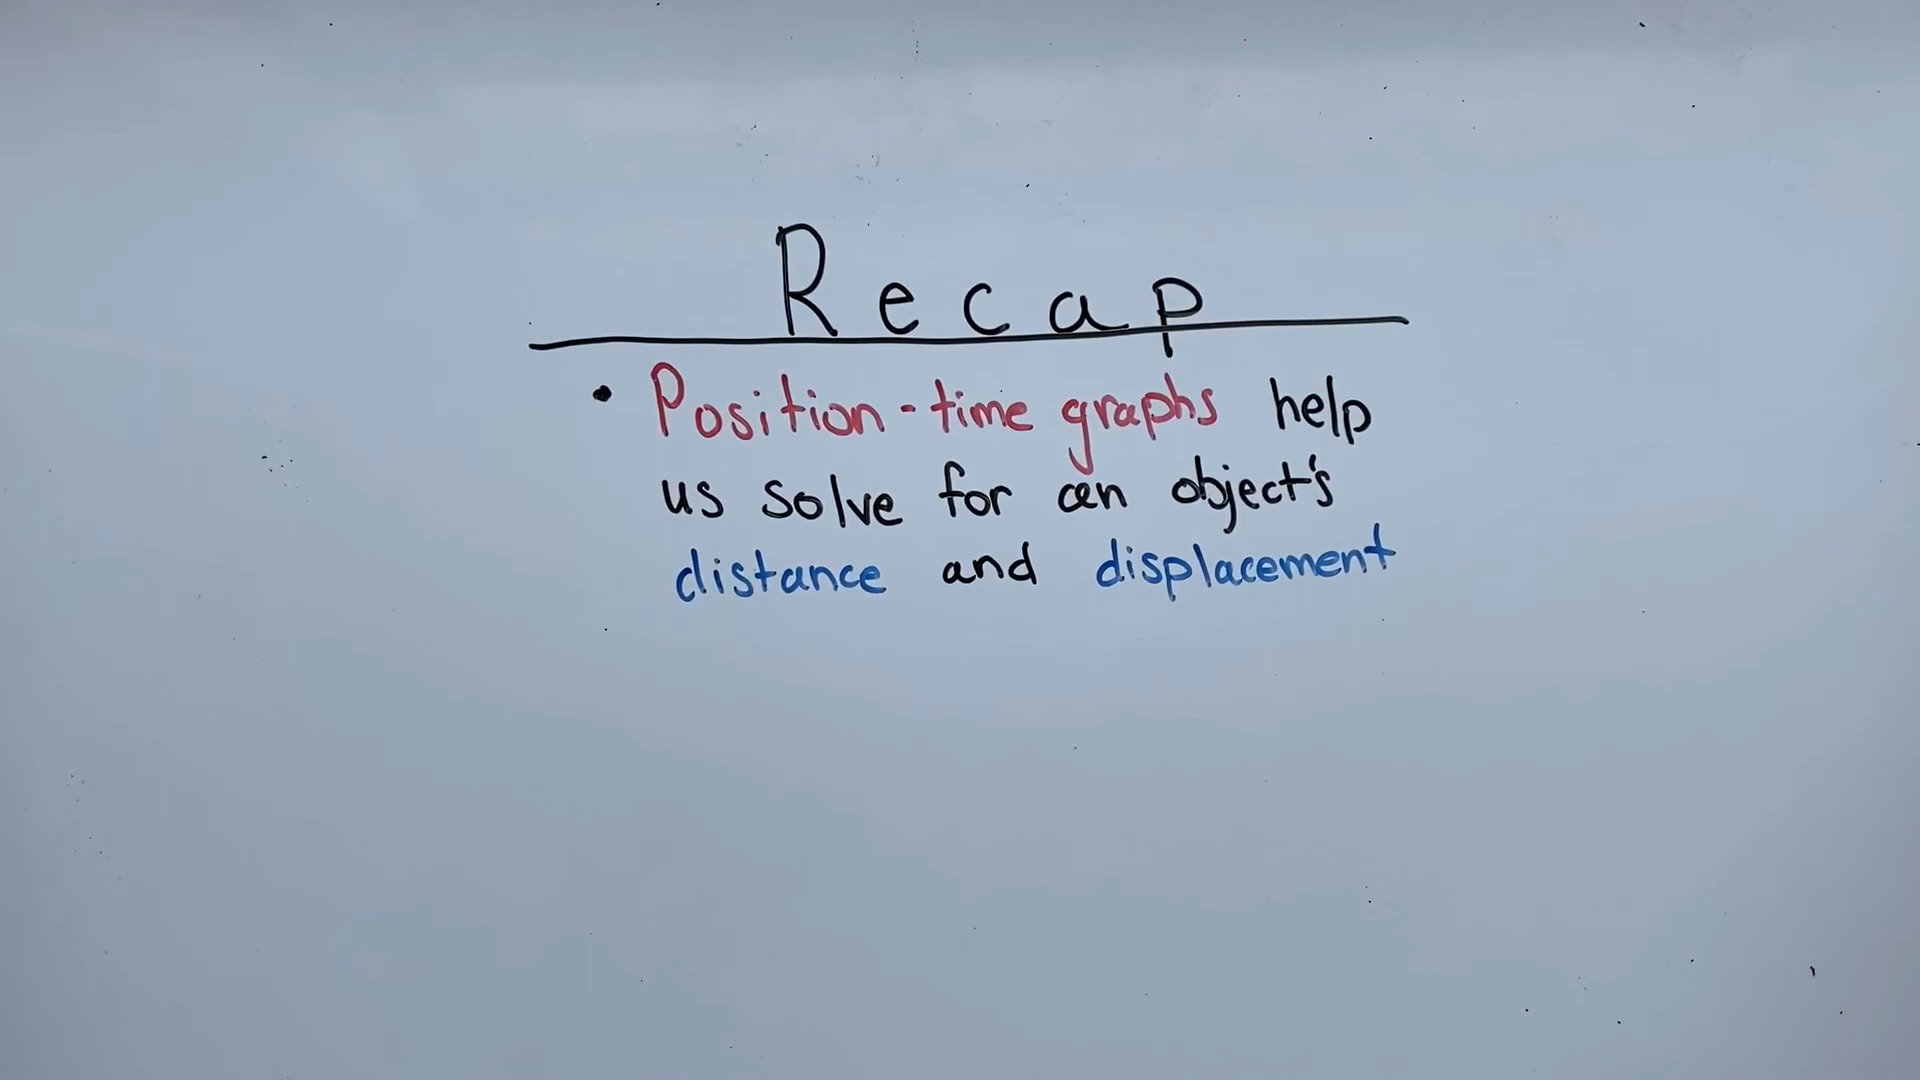 Recap
• Position-time graphs help
us solve for an object's
distance and displacement